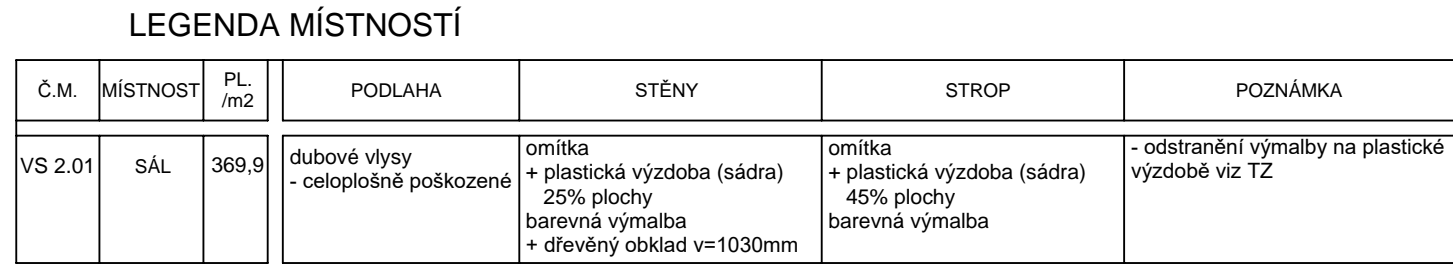 LEGENDA MÍSTNOSTÍ
Č.M.
MÍSTNOST
PL.
/m2
PODLAHA
STĚNY
STROP
POZNÁMKA
VS 2.01
SÁL
369,9
dubové vlysy
- celoplošně poškozené
omítka
+ plastická výzdoba (sádra)
25% plochy
barevná výmalba
+ dřevěný obklad v=1030mm
omítka
+ plastická výzdoba (sádra)
45% plochy
barevná výmalba
- odstranění výmalby na plastické
výzdobě viz TZ